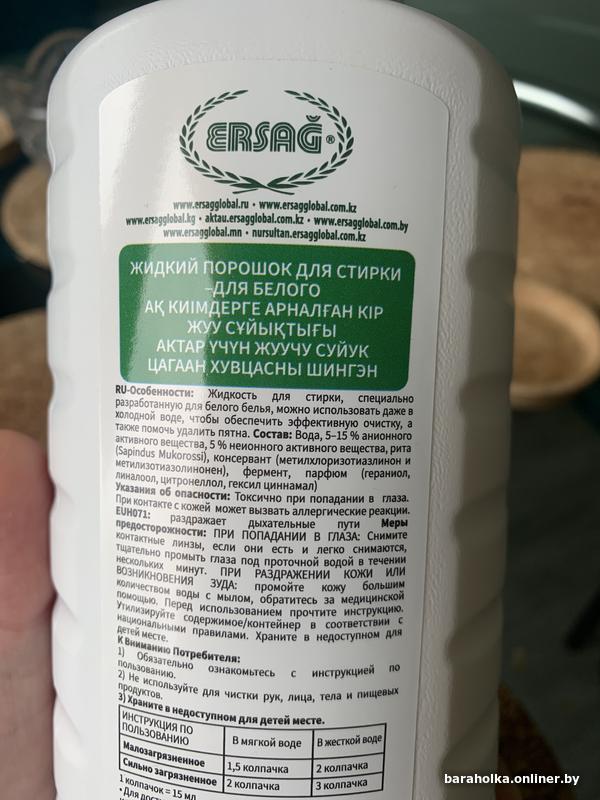 ERSAĞ®
www.ersagglobal.ru • www.ersagglobal.com.kz
www.ersagglobal.kg • aktau.ersagglobal.com.kz • www.ersagglobal.com.by
www.ersagglobal.mn • nursultan.ersagglobal.com.kz
ЖИДКИЙ ПОРОШОК ДЛЯ СТИРКИ
–ДЛЯ БЕЛОГО
АҚ КИІМДЕРГЕ АРНАЛҒАН КІР
ЖУУ СҰЙЫҚТЫҒЫ
АКТАР ҮЧҮН ЖУУЧУ СУЙУК
ЦАГААН ХУВЦАСНЫ ШИНГЭН
RU-Особенности: Жидкость для стирки, специально
разработанную для белого белья, можно использовать даже в
холодной воде, чтобы обеспечить эффективную очистку, а
также помочь удалить пятна. Состав: Вода, 5–15 % анионного
активного вещества, 5 % неионного активного вещества, рита
(Sapindus Mukorossi), консервант (метилхлоризотиазлинон и
метилизотиазолинонен), фермент, парфюм (гераниол,
линалоол, цитронеллол, гексил циннамал)
Указания об опасности: Токсично при попадании в глаза.
При контакте с кожей может вызвать аллергические реакции.
EUH071: раздражает дыхательные пути Меры
предосторожности: ПРИ ПОПАДАНИИ В ГЛАЗА: Снимите
контактные линзы, если они есть и легко снимаются,
тщательно промыть глаза под проточной водой в течении
нескольких минут. ПРИ РАЗДРАЖЕНИИ КОЖИ ИЛИ
ВОЗНИКНОВЕНИЯ ЗУДА: промойте кожу большим
количеством воды с мылом, обратитесь за медицинской
помощью. Перед использованием прочтите инструкцию.
Утилизируйте содержимое/контейнер в соответствии с
национальными правилами. Храните в недоступном для
детей месте.
К Вниманию Потребителя:
1) Обязательно ознакомьтесь с инструкцией по
пользованию.
2) Не используйте для чистки рук, лица, тела и пищевых
продуктов.
3) Храните в недоступном для детей месте.
ИНСТРУКЦИЯ ПО ПОЛЬЗОВАНИЮ В мягкой воде В жесткой воде
Малозагрязненное 1,5 колпачка 2 колпачка
Сильно загрязненное 2 колпачка 3 колпачка
1 колпачок = 15 мл
baraholka.onliner.by